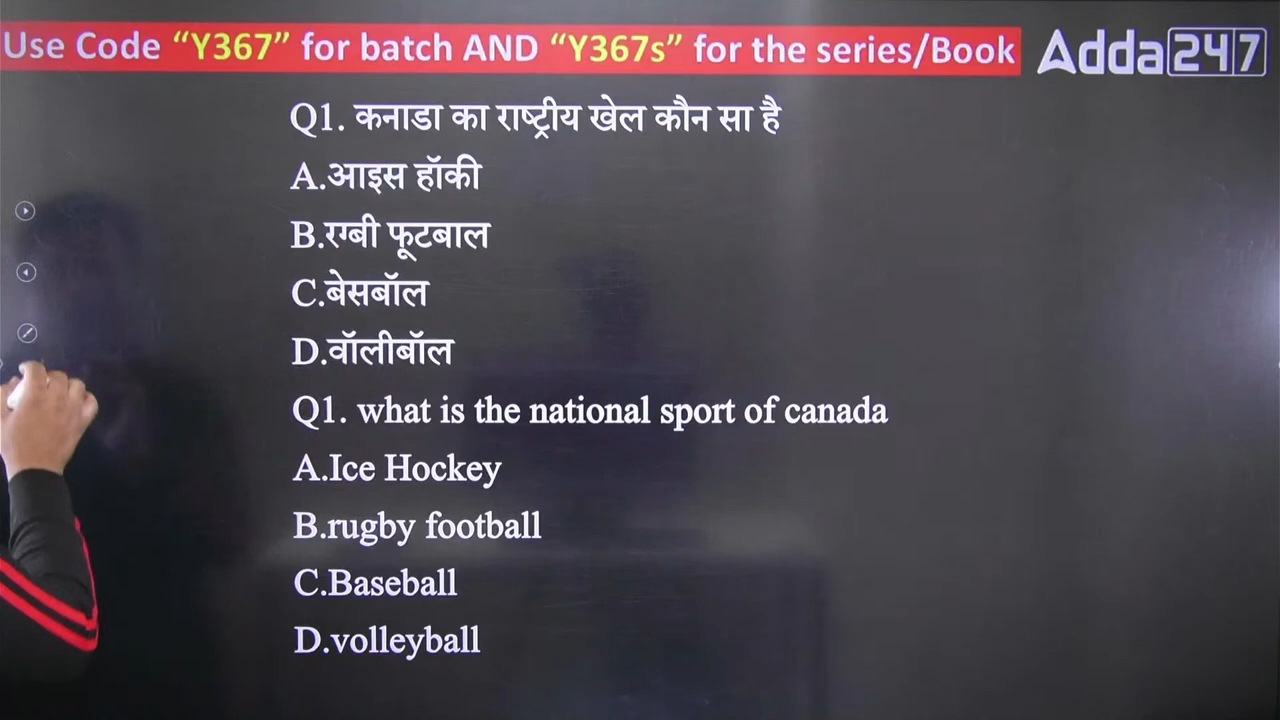 Use Code “Y367” for batch AND “Y367s” for the series/Book
Adda247
Q1. कनाडा का राष्ट्रीय खेल कौन सा है
A.आइस हॉकी
B.रग्बी फूटबाल
C.बेसबॉल
D.वॉलीबॉल
Q1. what is the national sport of canada
A.Ice Hockey
B.rugby football
C.Baseball
D.volleyball